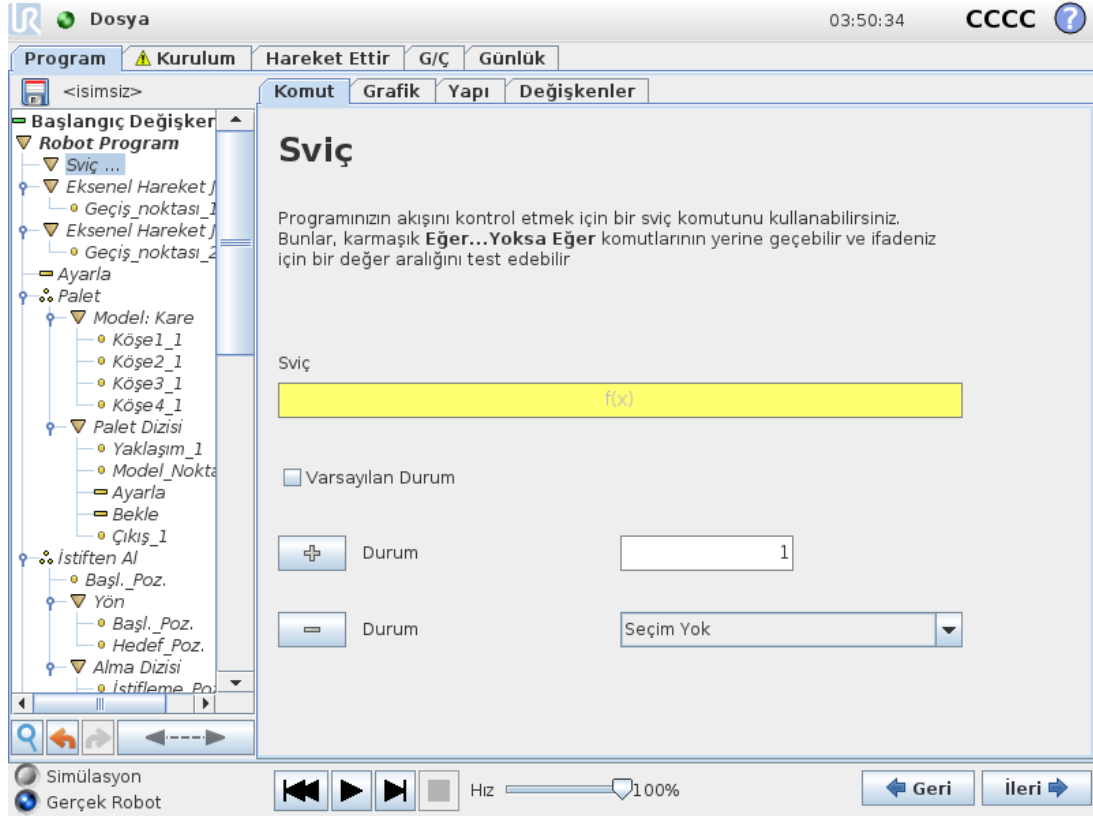 UR Dosya 03:50:34 CCCC ?
Program Kurulum Hareket Ettir G/Ç Günlük
<isimsiz>
Komut Grafik Yapı Değişkenler
Başlangıç Değişker
Robot Program
Sviç ...
Eksenel Hareket J
Geçiş_noktası_1
Eksenel Hareket J
Geçiş_noktası_2
Ayarla
Palet
Model: Kare
Köşe1_1
Köşe2_1
Köşe3_1
Köşe4_1
Palet Dizisi
Yaklaşım_1
Model_Nokta
Ayarla
Bekle
Çıkış_1
İstiften Al
Başl._Poz.
Yön
Başl._Poz.
Hedef_Poz.
Alma Dizisi
İstifleme_Poz
Sviç
Programınızın akışını kontrol etmek için bir sviç komutunu kullanabilirsiniz.
Bunlar, karmaşık Eğer...Yoksa Eğer komutlarının yerine geçebilir ve ifadeniz
için bir değer aralığını test edebilir
Sviç
f(x)
Varsayılan Durum
Durum 1
Durum Seçim Yok
Simülasyon
Gerçek Robot
Hız 100%
Geri İleri